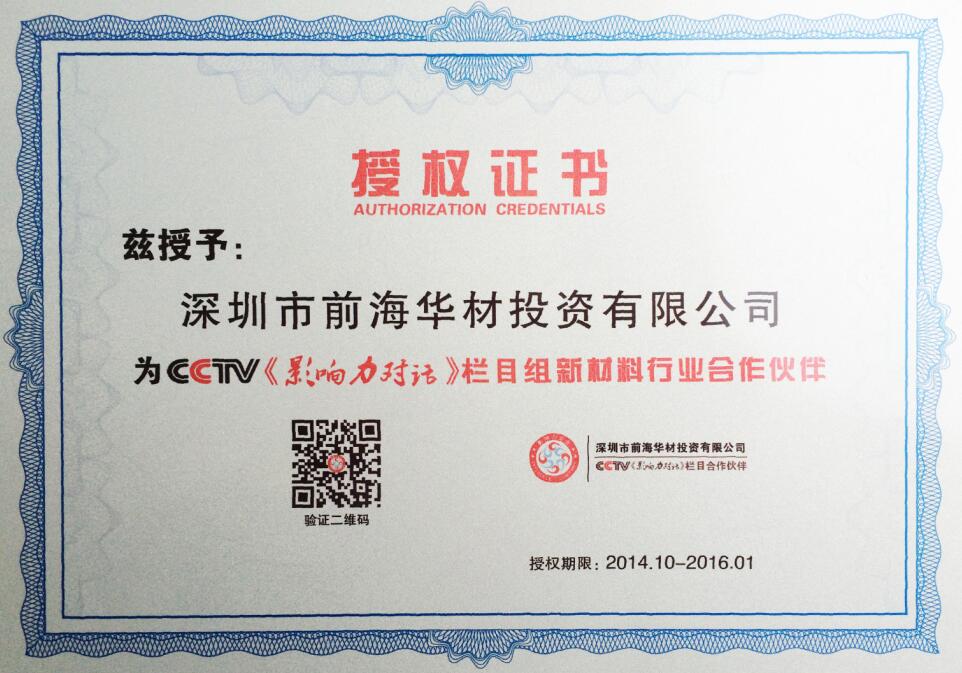 授权证书
AUTHORIZATION CREDENTIALS
兹授予：
深圳市前海华材投资有限公司
为CCTV《影响力对话》栏目组新材料行业合作伙伴
深圳市前海华材投资有限公司
CCTV《影响力对话》栏目合作伙伴
验证二维码
授权期限：2014.10-2016.01